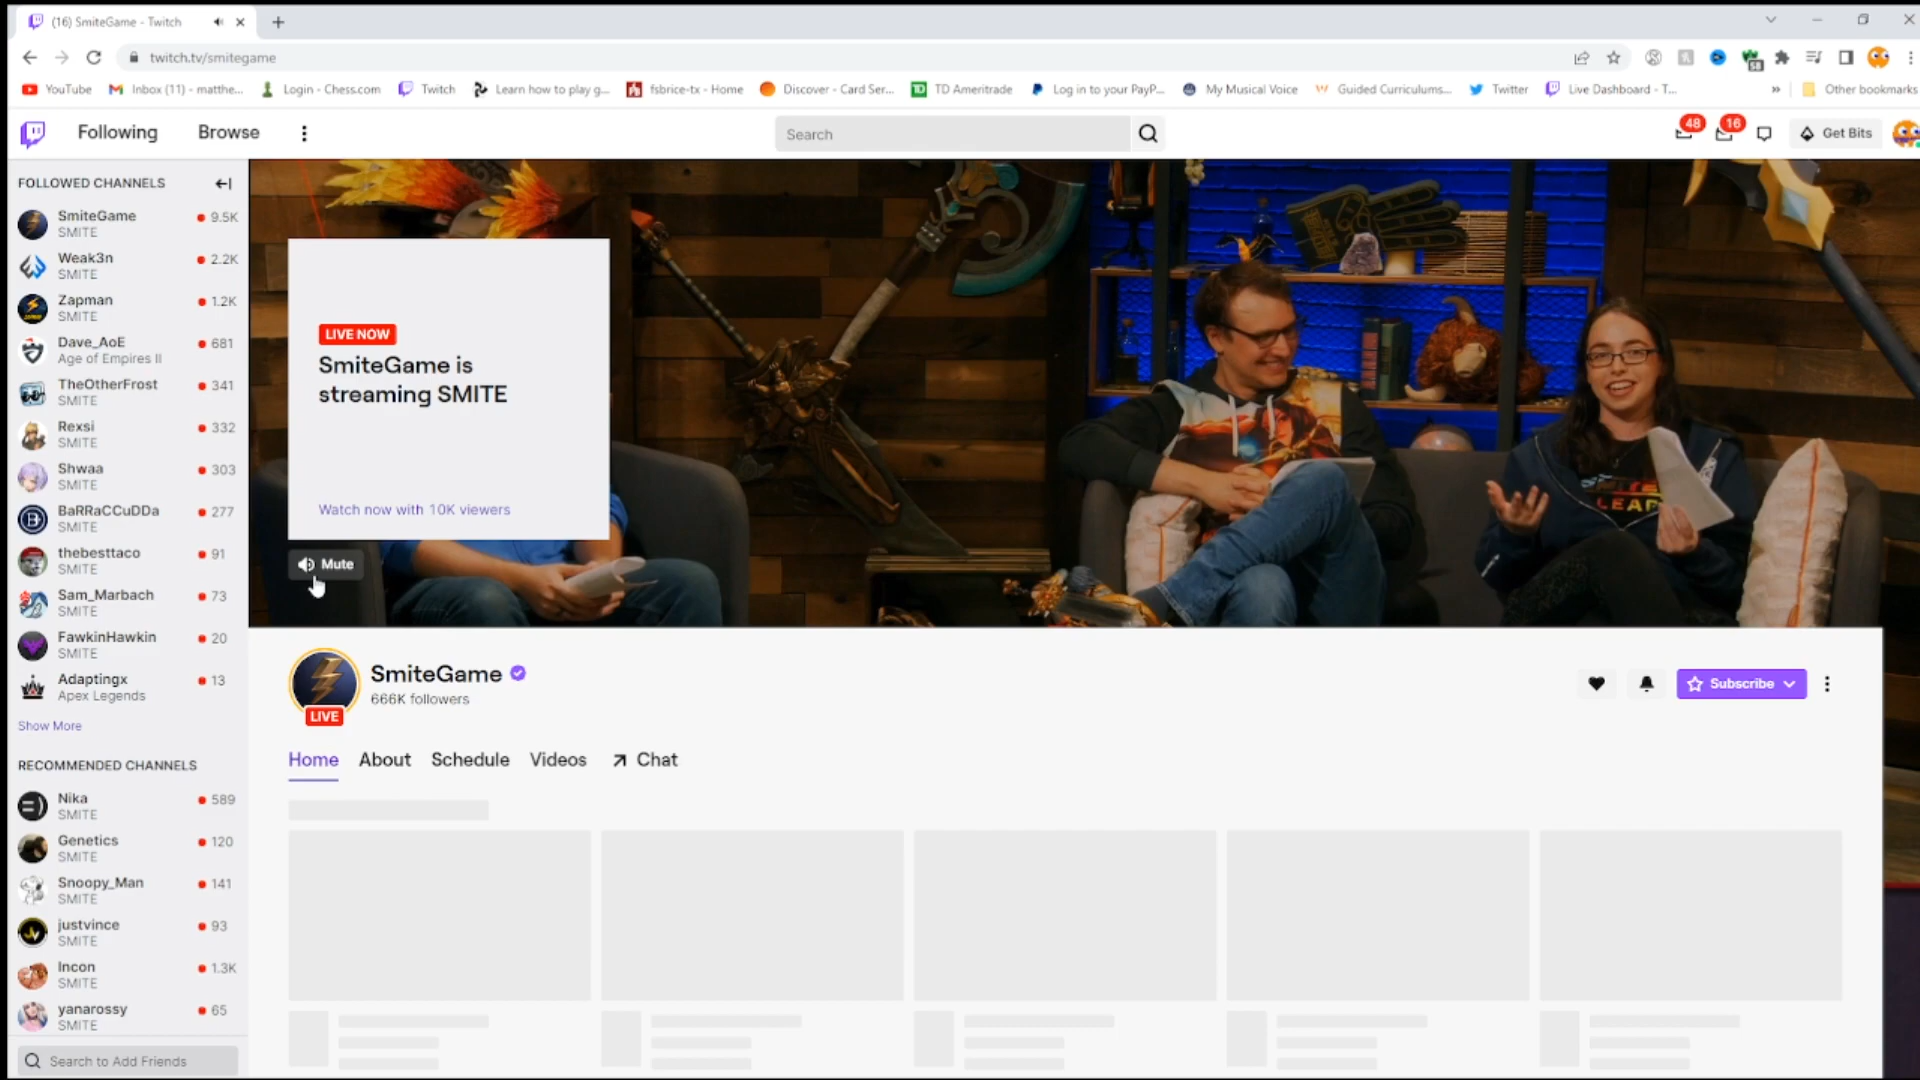 (16) SmiteGame - Twitch
twitch.tv/smitegame
YouTube
Inbox (11) - matthe...
Login - Chess.com
Twitch
Learn how to play g...
fsbrice-tx - Home
Discover - Card Ser...
TD Ameritrade
Log in to your PayP...
My Musical Voice
Guided Curriculums...
Twitter
Live Dashboard - T...
»
Other bookmarks
Following
Browse
Search
48
16
Get Bits
FOLLOWED CHANNELS
SmiteGame
9.5K
SMITE
Weak3n
2.2K
SMITE
Zapman
1.2K
SMITE
Dave_AoE
681
Age of Empires II
TheOtherFrost
341
SMITE
Rexsi
332
SMITE
Shwaa
303
SMITE
BaRRaCCuDDa
277
SMITE
thebesttaco
91
SMITE
Sam_Marbach
73
SMITE
FawkinHawkin
20
SMITE
Adaptingx
13
Apex Legends
Show More
RECOMMENDED CHANNELS
Nika
589
SMITE
Genetics
120
SMITE
Snoopy_Man
141
SMITE
justvince
93
SMITE
Incon
1.3K
SMITE
yanarossy
65
SMITE
Search to Add Friends
LIVE NOW
SmiteGame is
streaming SMITE
Watch now with 10K viewers
Mute
SmiteGame
666K followers
LIVE
Subscribe
Home
About
Schedule
Videos
Chat